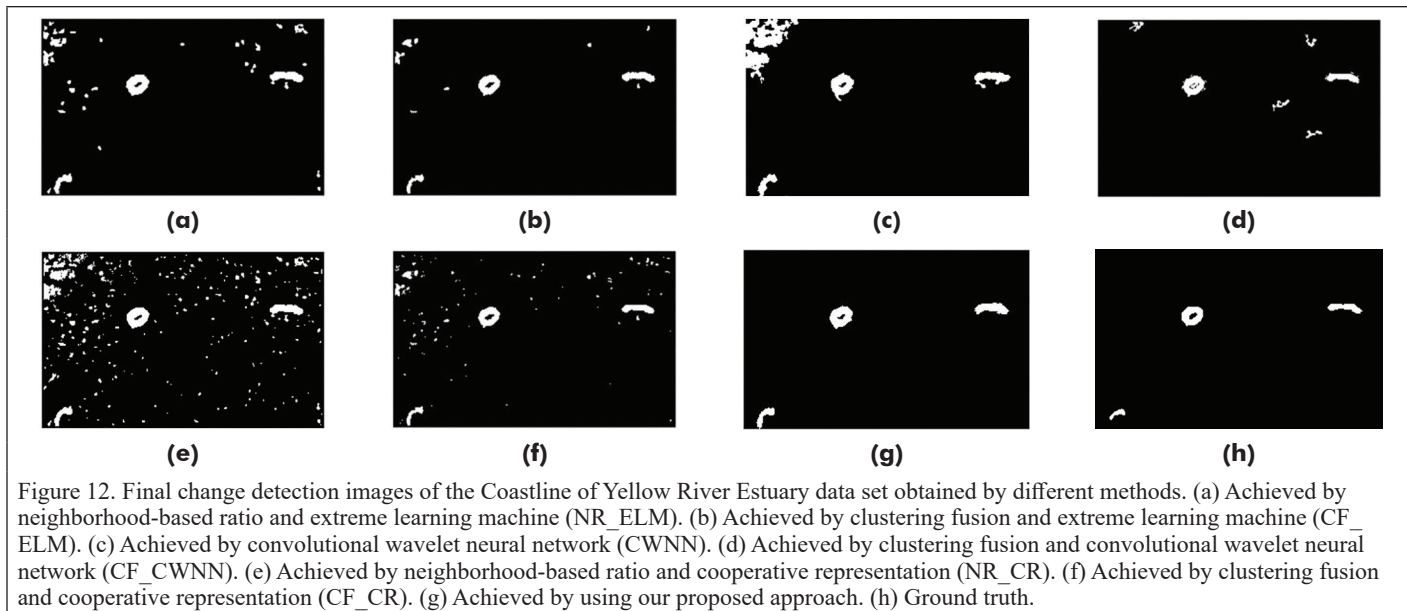 (a)
(b)
(c)
(d)
(e)
(f)
(g)
(h)
Figure 12. Final change detection images of the Coastline of Yellow River Estuary data set obtained by different methods. (a) Achieved by
neighborhood-based ratio and extreme learning machine (NR_ELM). (b) Achieved by clustering fusion and extreme learning machine (CF_
ELM). (c) Achieved by convolutional wavelet neural network (CWNN). (d) Achieved by clustering fusion and convolutional wavelet neural
network (CF_CWNN). (e) Achieved by neighborhood-based ratio and cooperative representation (NR_CR). (f) Achieved by clustering fusion
and cooperative representation (CF_CR). (g) Achieved by using our proposed approach. (h) Ground truth.